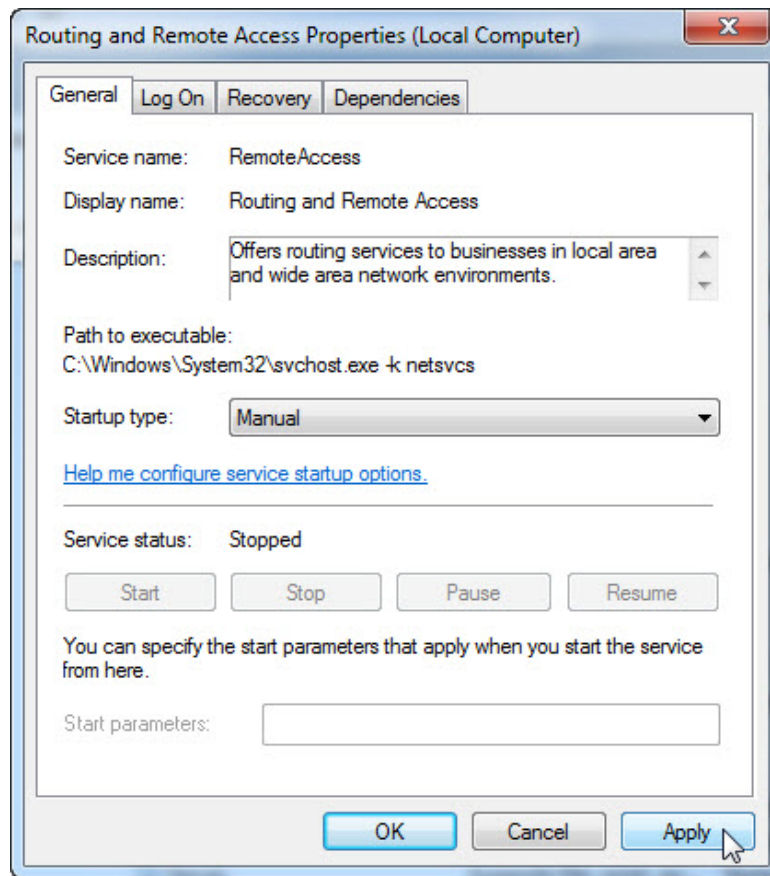 Routing and Remote Access Properties (Local Computer)
General Log On Recovery Dependencies
Service name: RemoteAccess
Display name: Routing and Remote Access
Description: Offers routing services to businesses in local area
and wide area network environments.
Path to executable:
C:\Windows\System32\svchost.exe -k netsvcs
Startup type: Manual
Help me configure service startup options.
Service status: Stopped
Start Stop Pause Resume
You can specify the start parameters that apply when you start the service
from here.
Start parameters:
OK Cancel Apply